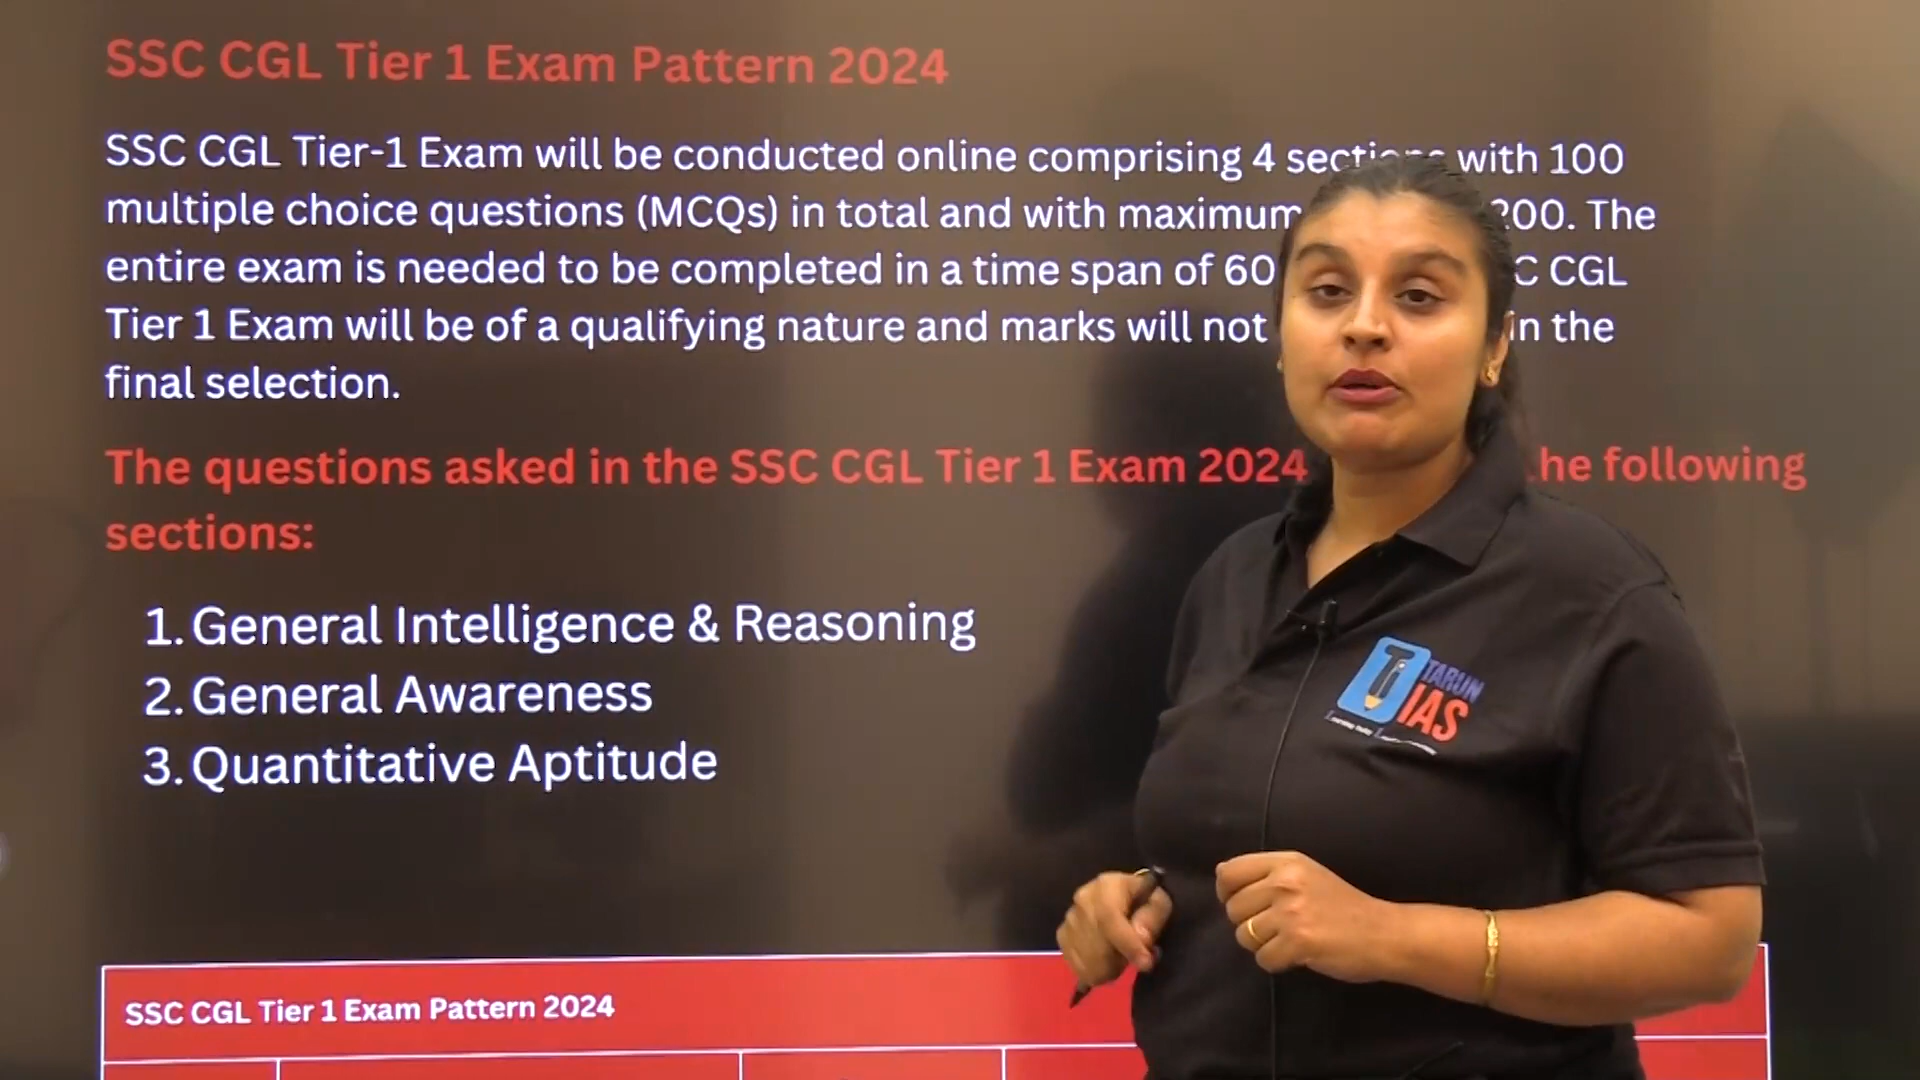 SSC CGL Tier 1 Exam Pattern 2024
SSC CGL Tier-1 Exam will be conducted online comprising 4 sections with 100
multiple choice questions (MCQs) in total and with maximum 200. The
entire exam is needed to be completed in a time span of 60 CGL
Tier 1 Exam will be of a qualifying nature and marks will not in the
final selection.
The questions asked in the SSC CGL Tier 1 Exam 2024 the following
sections:
1. General Intelligence & Reasoning
2. General Awareness
3. Quantitative Aptitude
TARUN
IAS
SSC CGL Tier 1 Exam Pattern 2024